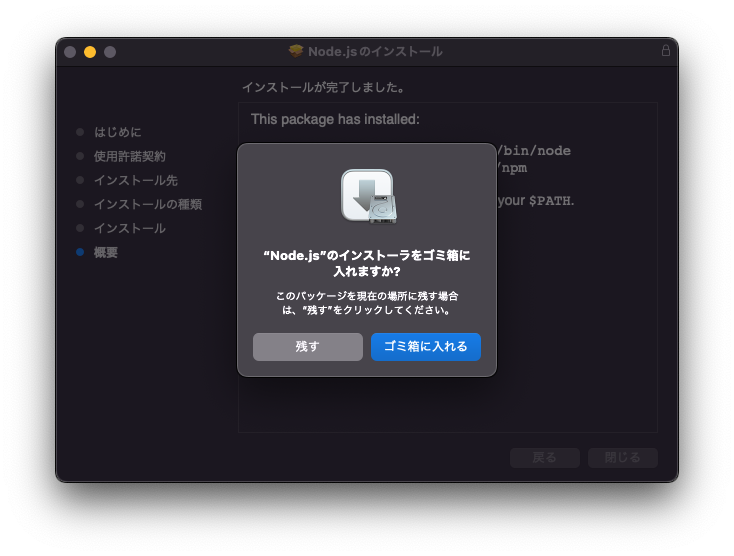 Node.jsのインストール
インストールが完了しました。
This package has installed:
はじめに
使用許諾契約
インストール先
インストールの種類
インストール
概要
/bin/node
/npm
your $PATH.
“Node.js”のインストーラをゴミ箱に
入れますか?
このパッケージを現在の場所に残す場合
は、“残す”をクリックしてください。
残す
ゴミ箱に入れる
戻る
閉じる